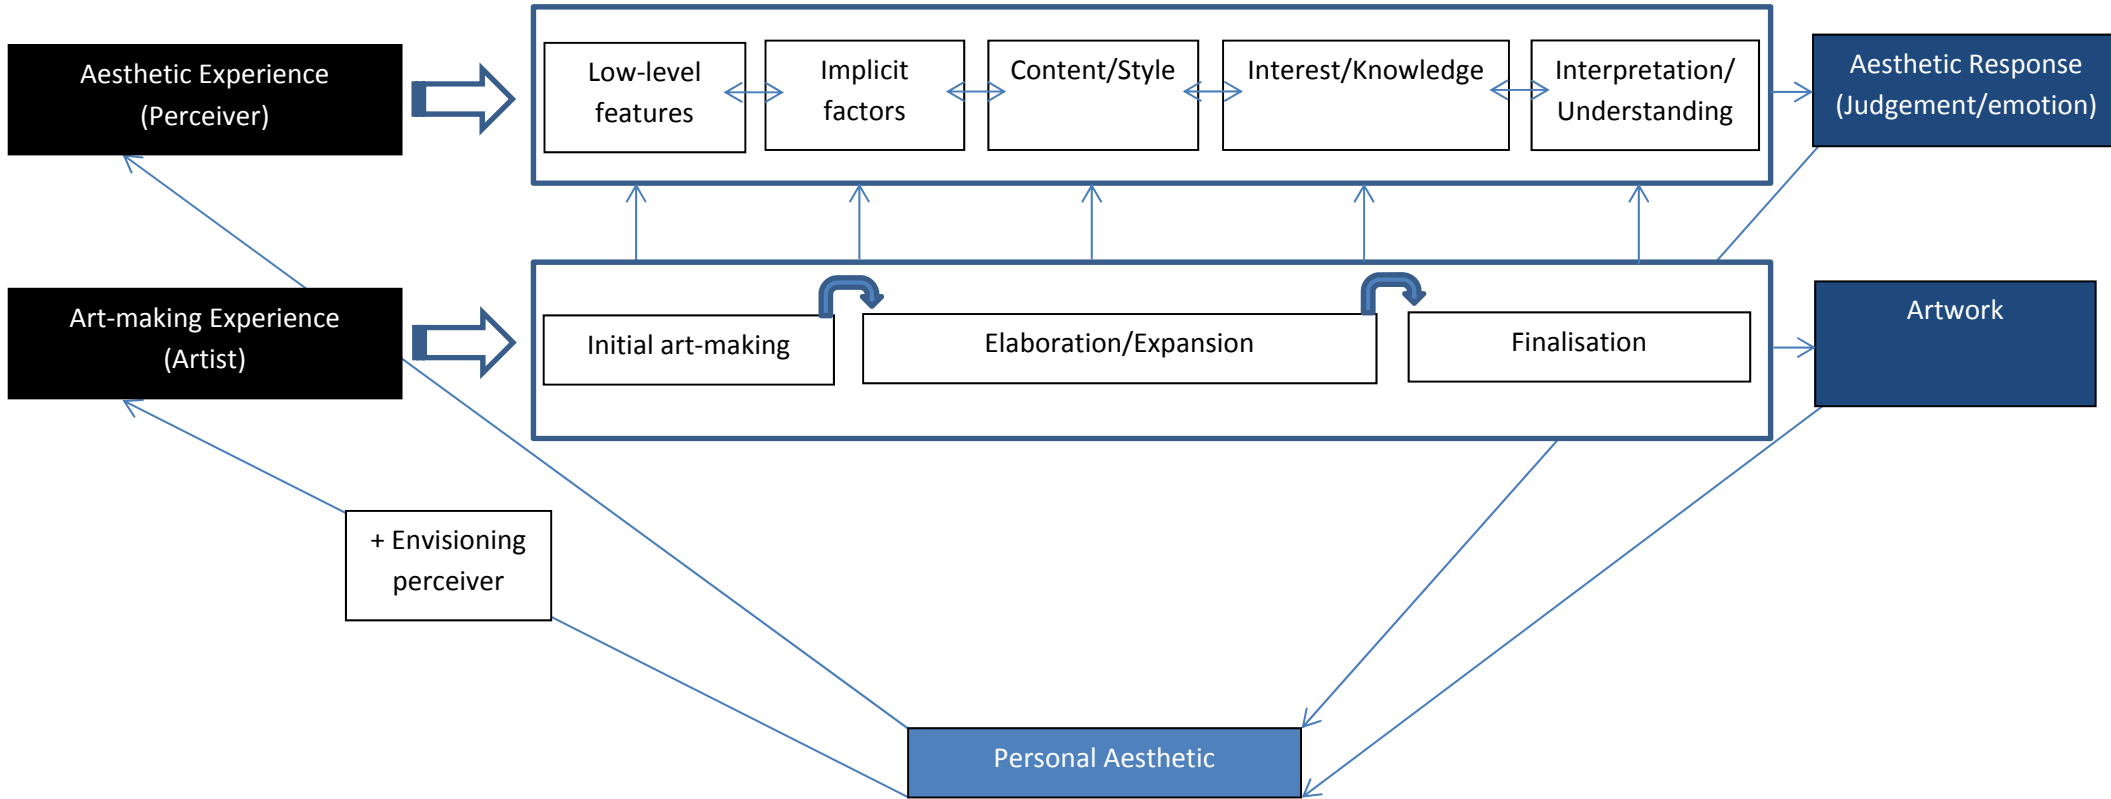 Aesthetic Experience
(Perceiver)
Low-level
features
Implicit
factors
Content/Style
Interest/Knowledge
Interpretation/
Understanding
Aesthetic Response
(Judgement/emotion)
Art-making Experience
(Artist)
Initial art-making
Elaboration/Expansion
Finalisation
Artwork
+ Envisioning
perceiver
Personal Aesthetic